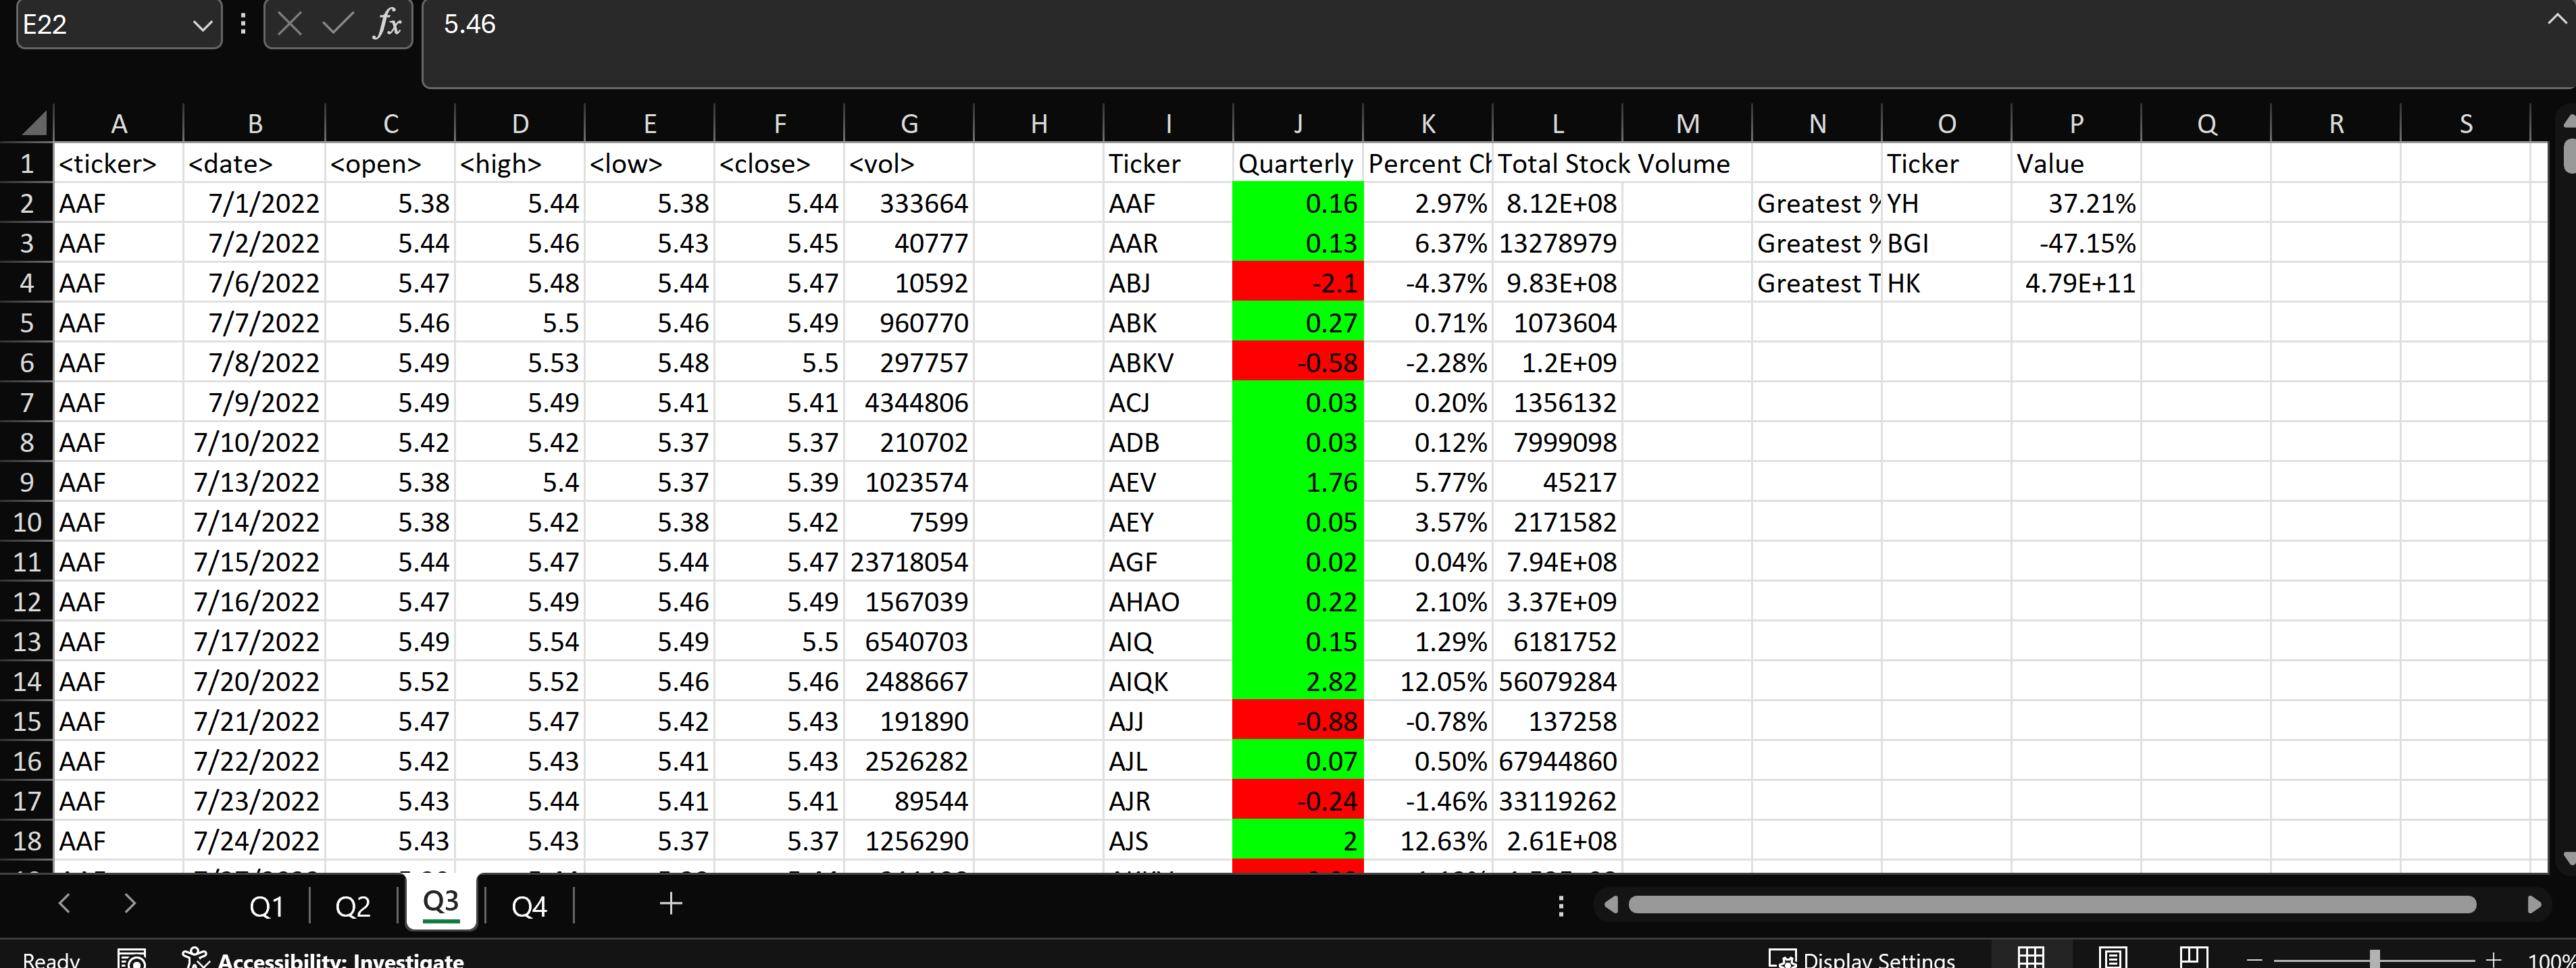 E22 fx 5.46
A B C D E F G H I J K L M N O P Q R S
1 <ticker> <date> <open> <high> <low> <close> <vol> Ticker Quarterly Percent Ch Total Stock Volume Ticker Value
2 AAF 7/1/2022 5.38 5.44 5.38 5.44 333664 AAF 0.16 2.97% 8.12E+08 Greatest % YH 37.21%
3 AAF 7/2/2022 5.44 5.46 5.43 5.45 40777 AAR 0.13 6.37% 13278979 Greatest % BGI -47.15%
4 AAF 7/6/2022 5.47 5.48 5.44 5.47 10592 ABJ -2.1 -4.37% 9.83E+08 Greatest T HK 4.79E+11
5 AAF 7/7/2022 5.46 5.5 5.46 5.49 960770 ABK 0.27 0.71% 1073604
6 AAF 7/8/2022 5.49 5.53 5.48 5.5 297757 ABKV -0.58 -2.28% 1.2E+09
7 AAF 7/9/2022 5.49 5.49 5.41 5.41 4344806 ACJ 0.03 0.20% 1356132
8 AAF 7/10/2022 5.42 5.42 5.37 5.37 210702 ADB 0.03 0.12% 7999098
9 AAF 7/13/2022 5.38 5.4 5.37 5.39 1023574 AEV 1.76 5.77% 45217
10 AAF 7/14/2022 5.38 5.42 5.38 5.42 7599 AEY 0.05 3.57% 2171582
11 AAF 7/15/2022 5.44 5.47 5.44 5.47 23718054 AGF 0.02 0.04% 7.94E+08
12 AAF 7/16/2022 5.47 5.49 5.46 5.49 1567039 AHAO 0.22 2.10% 3.37E+09
13 AAF 7/17/2022 5.49 5.54 5.49 5.5 6540703 AIQ 0.15 1.29% 6181752
14 AAF 7/20/2022 5.52 5.52 5.46 5.46 2488667 AIQK 2.82 12.05% 56079284
15 AAF 7/21/2022 5.47 5.47 5.42 5.43 191890 AJJ -0.88 -0.78% 137258
16 AAF 7/22/2022 5.42 5.43 5.41 5.43 2526282 AJL 0.07 0.50% 67944860
17 AAF 7/23/2022 5.43 5.44 5.41 5.41 89544 AJR -0.24 -1.46% 33119262
18 AAF 7/24/2022 5.43 5.43 5.37 5.37 1256290 AJS 2 12.63% 2.61E+08
Q1 Q2 Q3 Q4
Ready Accessibility: Investigate Display Settings 100%